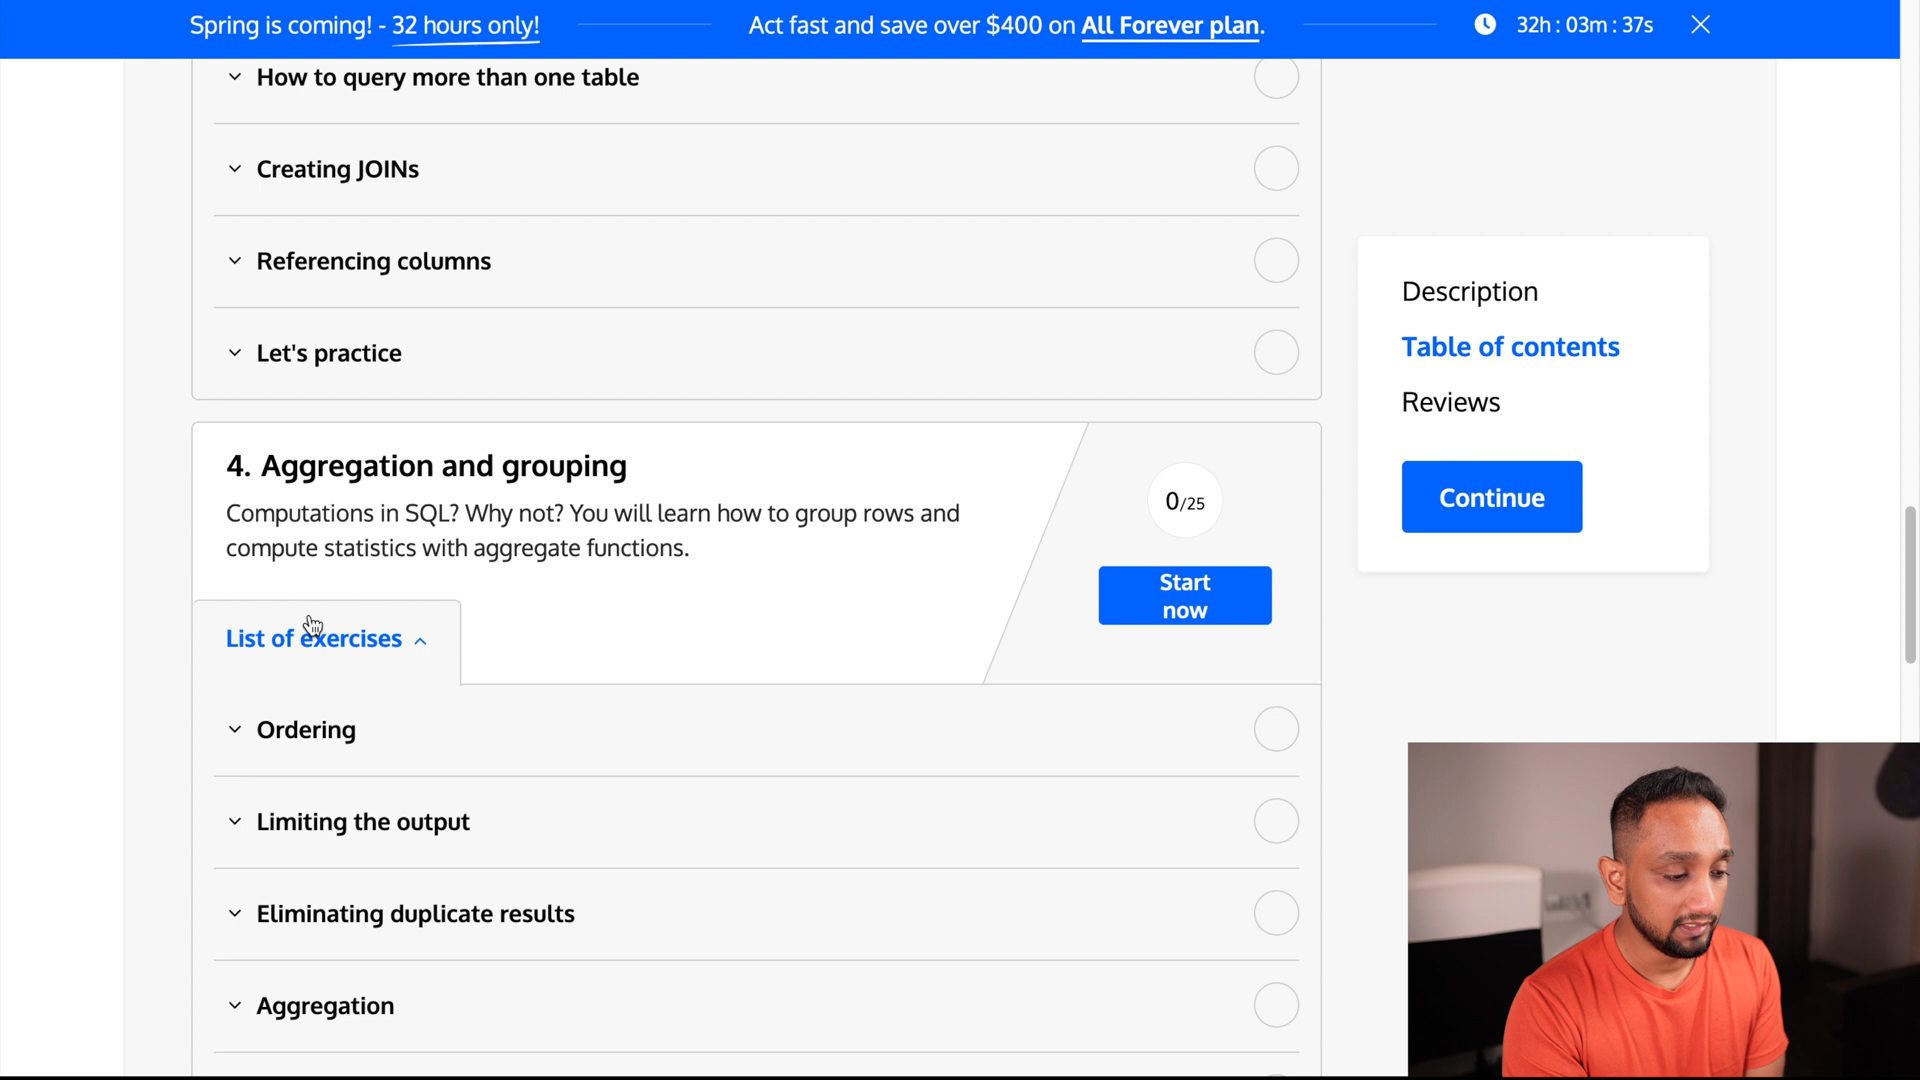 Spring is coming! - 32 hours only!
Act fast and save over $400 on All Forever plan.
32h : 03m : 37s
How to query more than one table
Creating JOINs
Referencing columns
Let's practice
Description
Table of contents
Reviews
Continue
4. Aggregation and grouping
Computations in SQL? Why not? You will learn how to group rows and
compute statistics with aggregate functions.
0/25
Start
now
List of exercises
Ordering
Limiting the output
Eliminating duplicate results
Aggregation